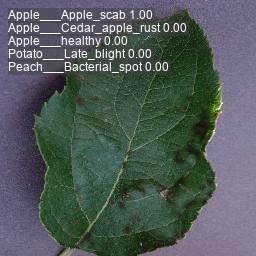 Apple___Apple_scab 1.00
Apple___Cedar_apple_rust 0.00
Apple___healthy 0.00
Potato___Late_blight 0.00
Peach___Bacterial_spot 0.00